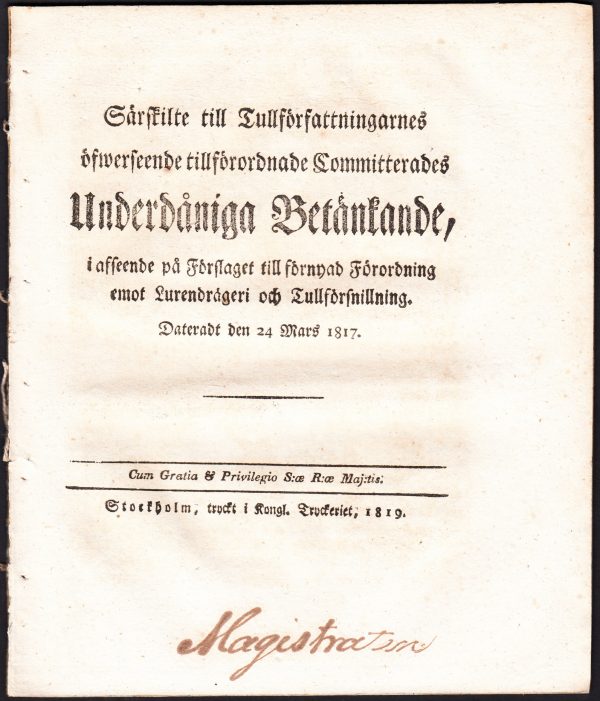 Särskilte till Tullförfattningarnes
öfwerseende tillförordnade Committerades
Underdåniga Betänkande,
i afseende på Förslaget till förnyad Förordning
emot Lurendrägeri och Tullförsnillning.
Dateradt den 24 Mars 1817.
Cum Gratia & Privilegio S:æ R:æ Maj:tis.
Stockholm, tryckt i Kongl. Tryckeriet, 1819.
Magistraten